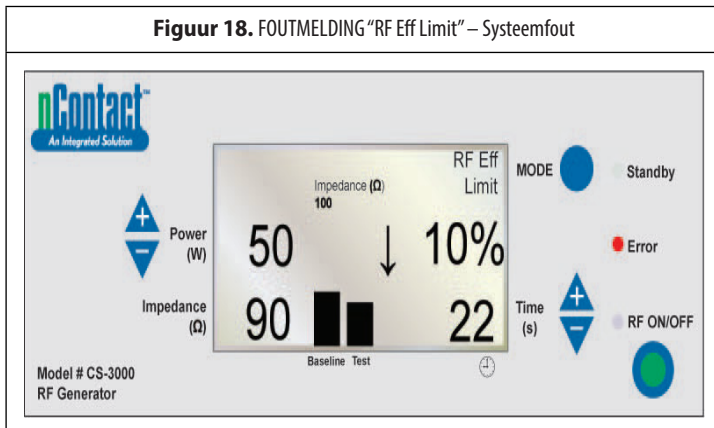 Figuur 18. FOUTMELDING “RF Eff Limit” – Systeemfout
nContact™
An Integrated Solution
RF Eff
Limit
Impedance (Ω)
100
MODE
Standby
+
Power
(W)
−
50
↓ 10%
Error
Impedance
(Ω)
90
22
Time
(s)
+
−
RF ON/OFF
Baseline Test
Model # CS-3000
RF Generator